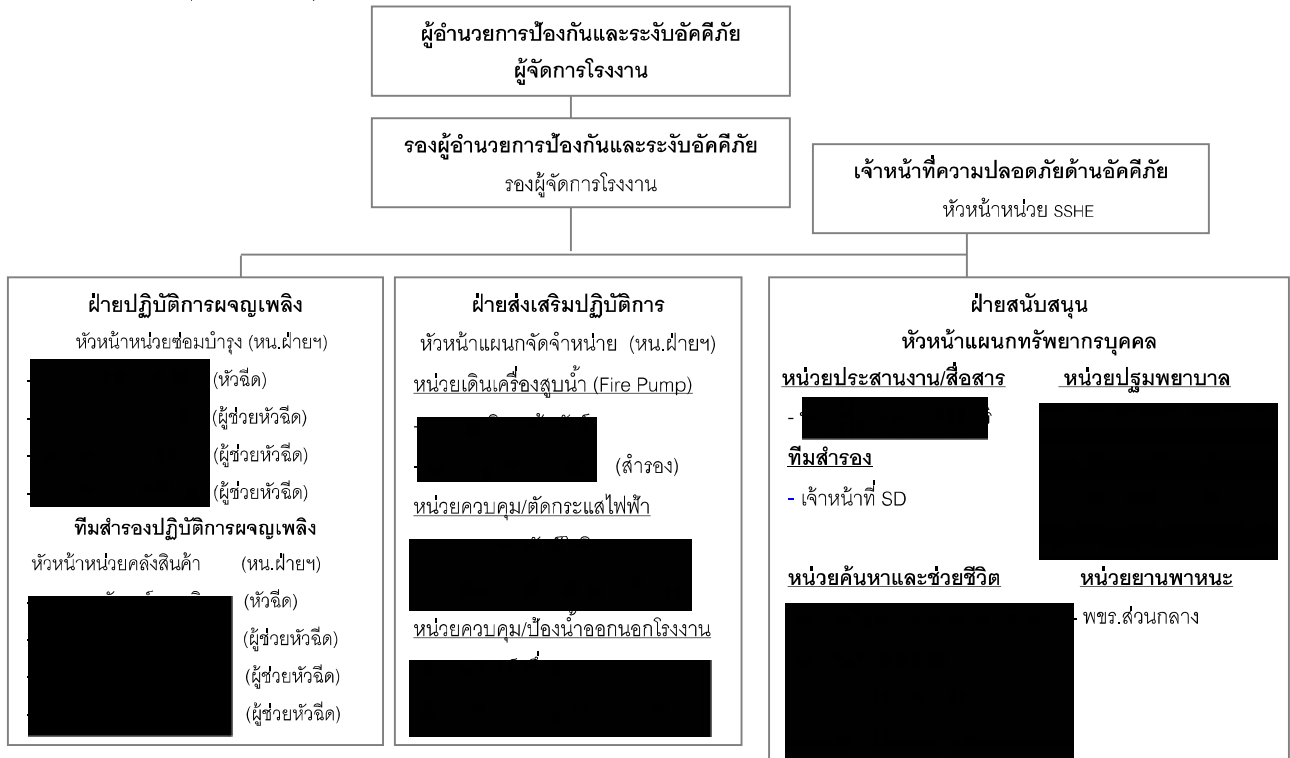 ผู้อำนวยการป้องกันและระงับอัคคีภัย
ผู้จัดการโรงงาน
รองผู้อำนวยการป้องกันและระงับอัคคีภัย
รองผู้จัดการโรงงาน
เจ้าหน้าที่ความปลอดภัยด้านอัคคีภัย
หัวหน้าหน่วย SSHE
ฝ่ายปฏิบัติการผจญเพลิง
หัวหน้าหน่วยซ่อมบำรุง (หน.ฝ่ายฯ)
(หัวฉีด)
(ผู้ช่วยหัวฉีด)
(ผู้ช่วยหัวฉีด)
(ผู้ช่วยหัวฉีด)
ทีมสำรองปฏิบัติการผจญเพลิง
หัวหน้าหน่วยคลังสินค้า (หน.ฝ่ายฯ)
(หัวฉีด)
(ผู้ช่วยหัวฉีด)
(ผู้ช่วยหัวฉีด)
(ผู้ช่วยหัวฉีด)
ฝ่ายส่งเสริมปฏิบัติการ
หัวหน้าแผนกจัดจำหน่าย (หน.ฝ่ายฯ)
หน่วยเดินเครื่องสูบน้ำ (Fire Pump)
(สำรอง)
หน่วยควบคุม/ตัดกระแสไฟฟ้า
หน่วยควบคุม/ป้องน้ำออกนอกโรงงาน
ฝ่ายสนับสนุน
หัวหน้าแผนกทรัพยากรบุคคล
หน่วยประสานงาน/สื่อสาร
ทีมสำรอง
- เจ้าหน้าที่ SD
หน่วยปฐมพยาบาล
หน่วยค้นหาและช่วยชีวิต
หน่วยยานพาหนะ
- พขร.ส่วนกลาง